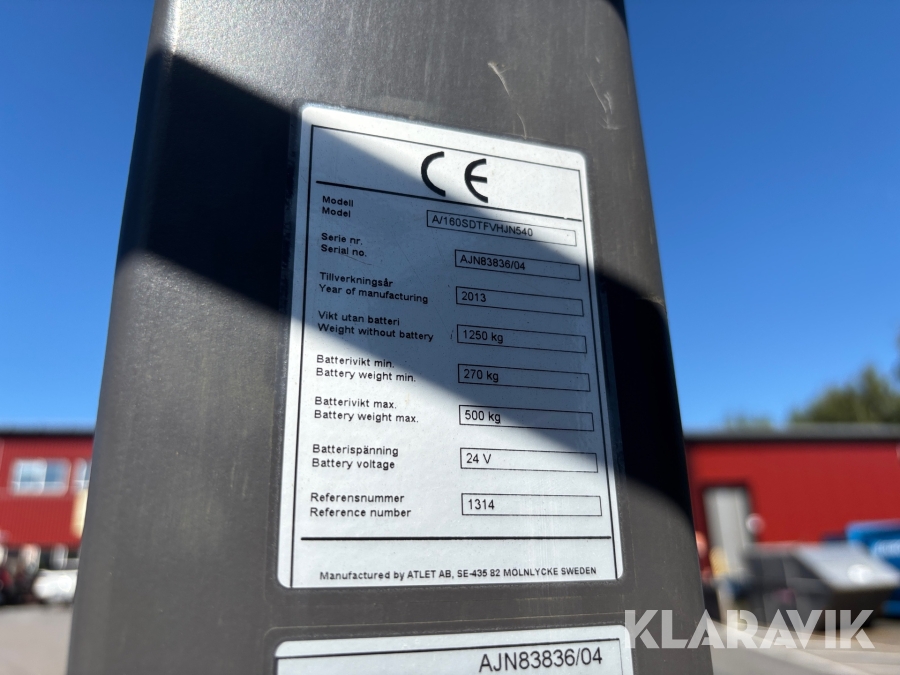 KLARAVIK
CE
Modell
Model
A/160SDTFVHJN540
Serie nr.
Serial no.
AJN83836/04
Tillverkningsår
Year of manufacturing
2013
Vikt utan batteri
Weight without battery
1250 kg
Batterivikt min.
Battery weight min.
270 kg
Batterivikt max.
Battery weight max.
500 kg
Batterispänning
Battery voltage
24 V
Referensnummer
Reference number
1314
Manufactured by ATLET AB, SE-435 82 MOLNLYCKE SWEDEN
AJN83836/04
KLARAVIK